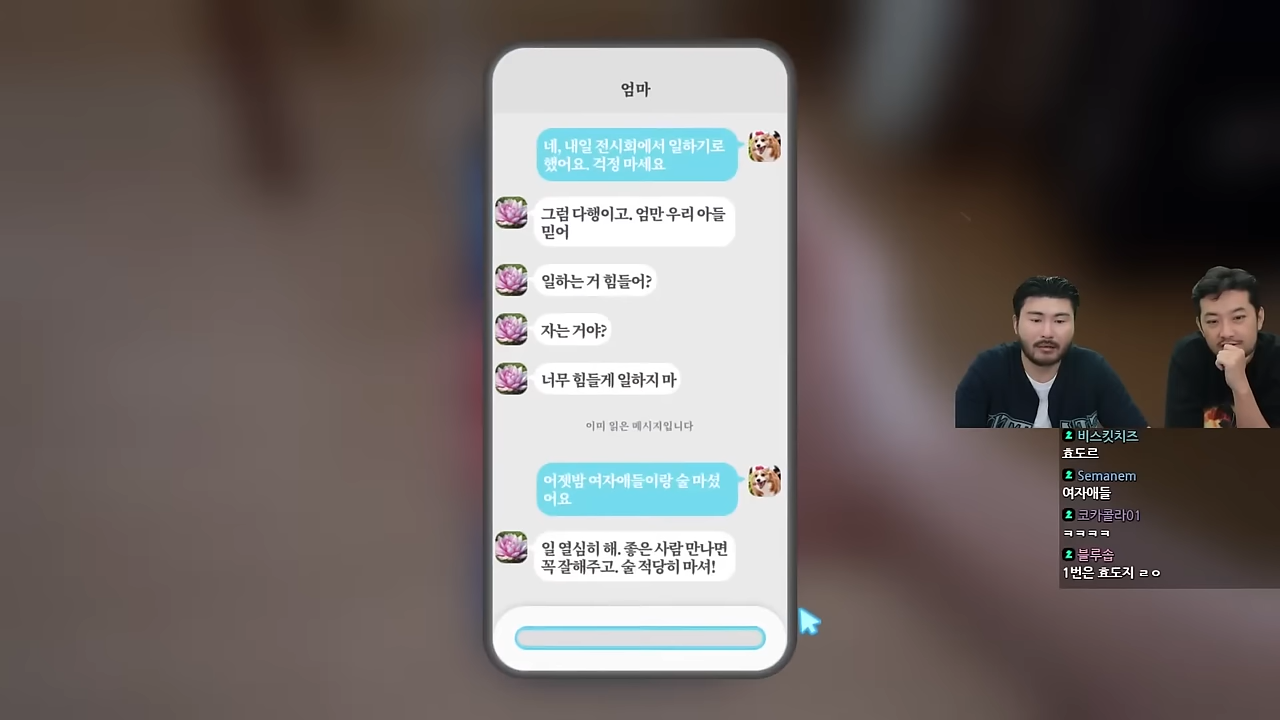 엄마
네, 내일 전시회에서 일하기로
했어요. 걱정 마세요
그럼 다행이고. 엄만 우리 아들
믿어
일하는 거 힘들어?
자는 거야?
너무 힘들게 일하지 마
이미 읽은 메시지입니다
어젯밤 여자애들이랑 술 마셨
어요
일 열심히 해. 좋은 사람 만나면
꼭 잘해주고. 술 적당히 마셔!
비스킷치즈
효도르
Semanem
여자애들
코카콜라01
ㅋㅋㅋㅋ
블루솝
1번은 효도지 ㄹㅇ